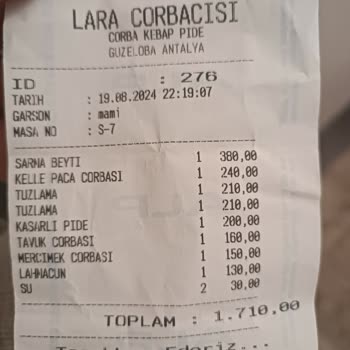 LARA CORBACISI
CORBA KEBAP PIDE
GUZELOBA ANTALYA
ID : 276
TARIH : 19.08.2024 22:19:07
GARSON : mami
MASA NO : S-7
SARMA BEYTI 1 380,00
KELLE PACA CORBASI 1 240,00
TUZLAMA 1 210,00
TUZLAMA 1 210,00
KASARLI PIDE 1 200,00
TAVUK CORBASI 1 160,00
MERCIMEK CORBASI 1 150,00
LAHMACUN 1 130,00
SU 2 30,00
TOPLAM : 1.710,00